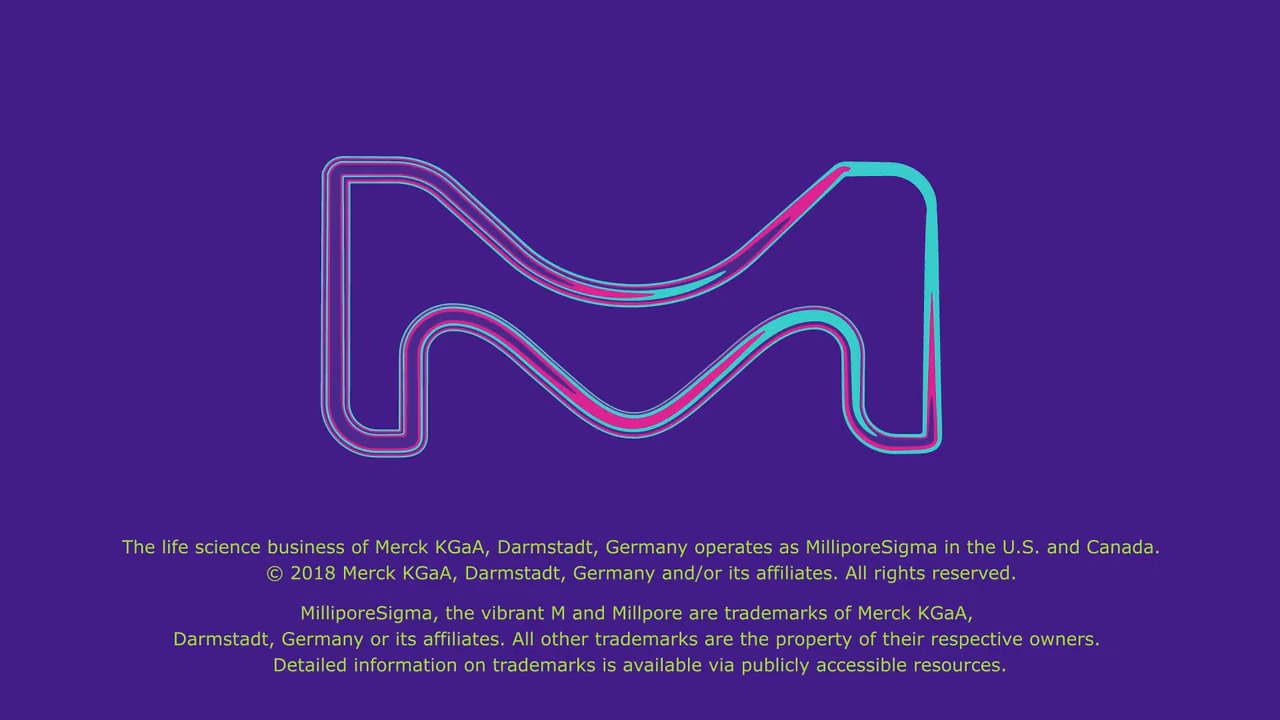 The life science business of Merck KGaA, Darmstadt, Germany operates as MilliporeSigma in the U.S. and Canada.
© 2018 Merck KGaA, Darmstadt, Germany and/or its affiliates. All rights reserved.
MilliporeSigma, the vibrant M and Millpore are trademarks of Merck KGaA,
Darmstadt, Germany or its affiliates. All other trademarks are the property of their respective owners.
Detailed information on trademarks is available via publicly accessible resources.